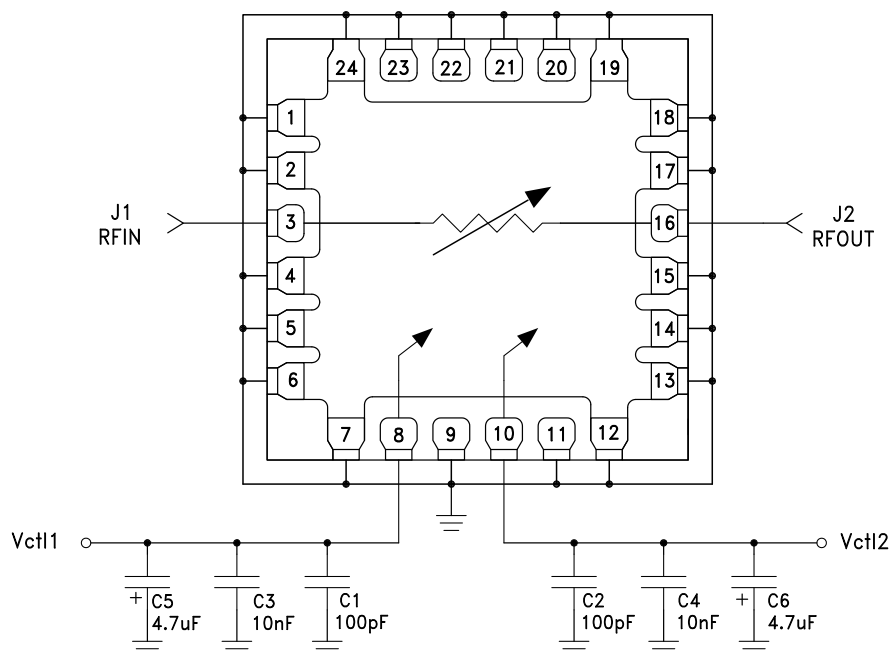 24 23 22 21 20 19
1 18
2 17
J1 3 16 J2
RFIN RFOUT
4 15
5 14
6 13
7 8 9 10 11 12
Vctl1 Vctl2
+ C5 C3 C1 C2 C4 + C6
4.7uF 10nF 100pF 100pF 10nF 4.7uF